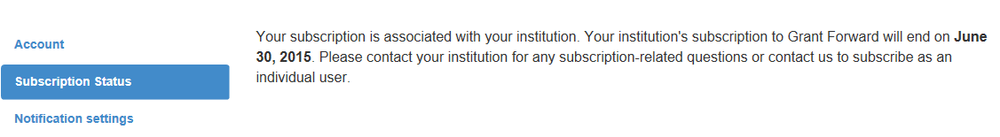 Account
Subscription Status
Notification settings
Your subscription is associated with your institution. Your institution's subscription to Grant Forward will end on June
30, 2015. Please contact your institution for any subscription-related questions or contact us to subscribe as an
individual user.